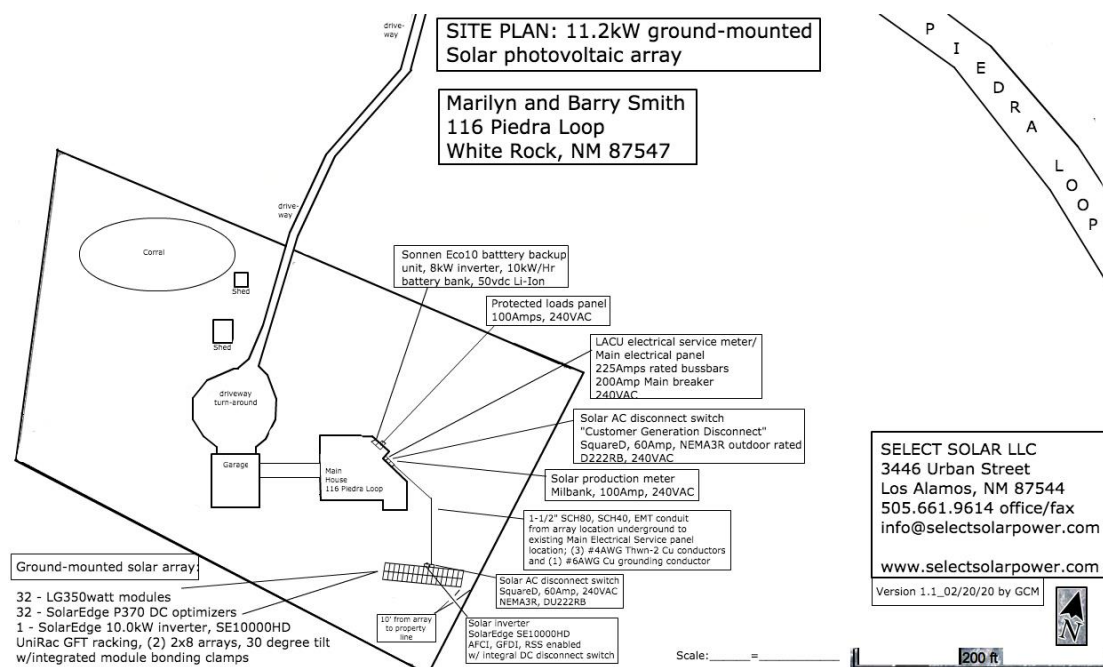 drive-
way
SITE PLAN: 11.2kW ground-mounted
Solar photovoltaic array
Marilyn and Barry Smith
116 Piedra Loop
White Rock, NM 87547
PIEDRA LOOP
drive-
way
Corral
Shed
Shed
Sonnen Eco10 batttery backup
unit, 8kW inverter, 10kW/Hr
battery bank, 50vdc Li-Ion
Protected loads panel
100Amps, 240VAC
LACU electrical service meter/
Main electrical panel
225Amps rated bussbars
200Amp Main breaker
240VAC
driveway
turn-around
Solar AC disconnect switch
"Customer Generation Disconnect"
SquareD, 60Amp, NEMA3R outdoor rated
D222RB, 240VAC
Garage
Main
House
116 Piedra Loop
Solar production meter
Milbank, 100Amp, 240VAC
1-1/2" SCH80, SCH40, EMT conduit
from array location underground to
existing Main Electrical Service panel
location; (3) #4AWG Thwn-2 Cu conductors
and (1) #6AWG Cu grounding conductor
Ground-mounted solar array:
32 - LG350watt modules
32 - SolarEdge P370 DC optimizers
1 - SolarEdge 10.0kw inverter, SE10000HD
UniRac GFT racking, (2) 2x8 arrays, 30 degree tilt
w/integrated module bonding clamps
Solar AC disconnect switch
SquareD, 60Amp, 240VAC
NEMA3R, DU222RB
10' from array
to property
line
Solar inverter
SolarEdge SE10000HD
AFCI, GFDI, RSS enabled
w/ integral DC disconnect switch
SELECT SOLAR LLC
3446 Urban Street
Los Alamos, NM 87544
505.661.9614 office/fax
info@selectsolarpower.com
www.selectsolarpower.com
Version 1.1_02/20/20 by GCM
N
Scale:______=____________
200 ft